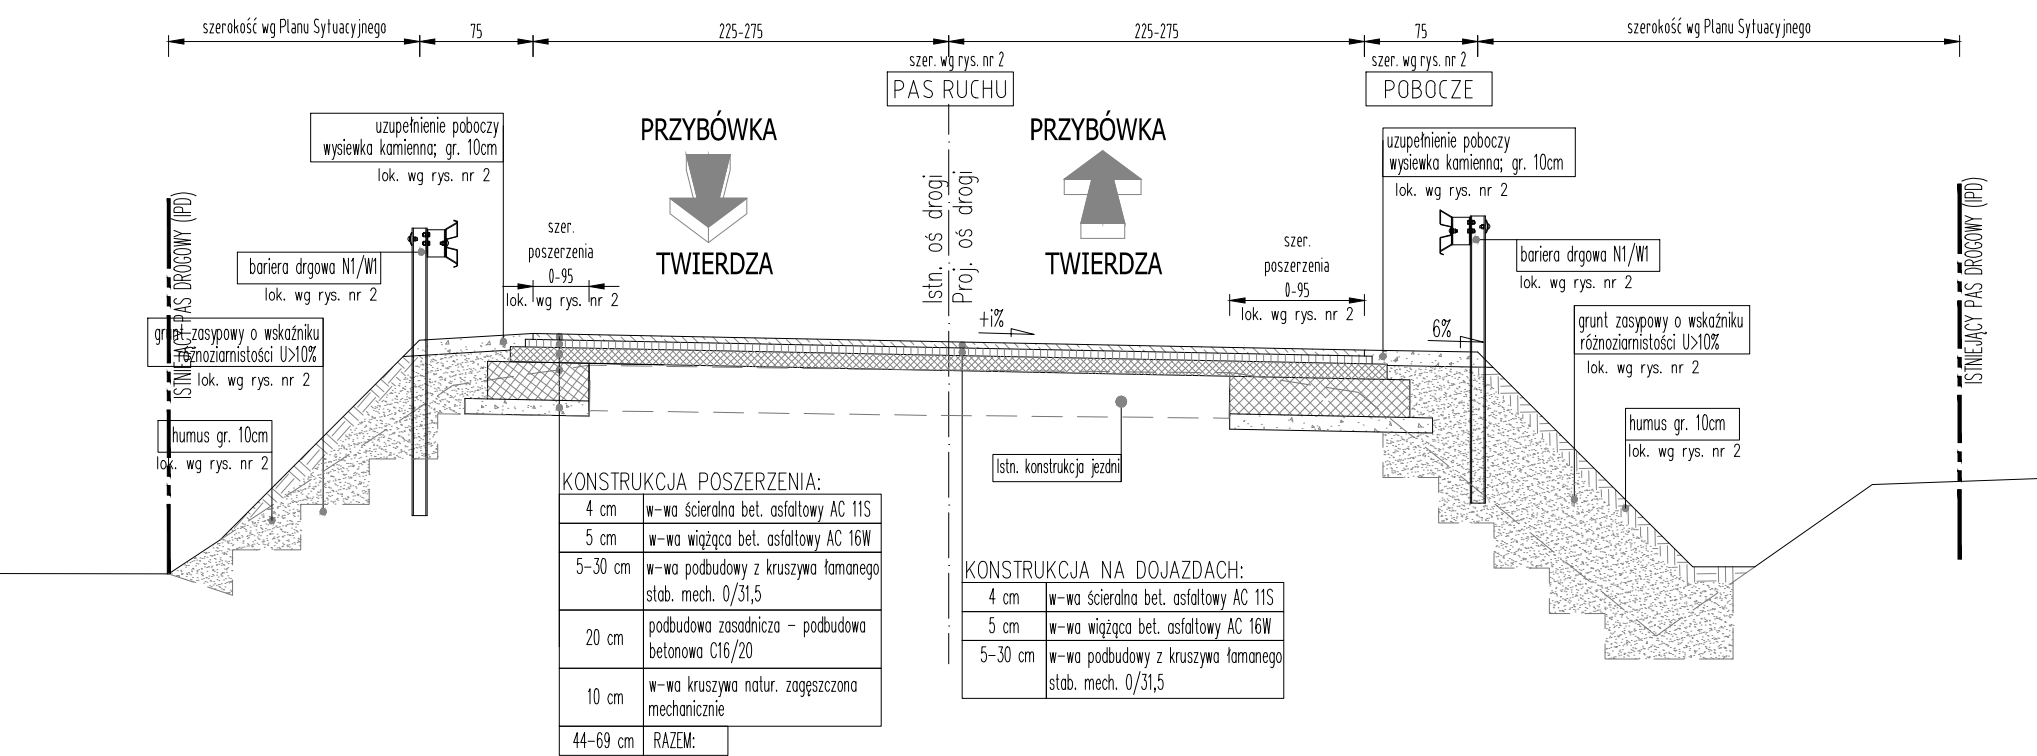 szerokość wg Planu Sytuacyjnego
75
225-275
225-275
75
szerokość wg Planu Sytuacyjnego
szer. wg rys. nr 2
PAS RUCHU
szer. wg rys. nr 2
POBOCZE
uzupełnienie poboczy
wysiewka kamienna; gr. 10cm
lok. wg rys. nr 2
PRZYBÓWKA
TWIERDZA
PRZYBÓWKA
TWIERDZA
uzupełnienie poboczy
wysiewka kamienna; gr. 10cm
lok. wg rys. nr 2
Istn. oś drogi
Proj. oś drogi
ISTNIEJĄCY PAS DROGOWY (IPD)
ISTNIEJĄCY PAS DROGOWY (IPD)
bariera drgowa N1/W1
lok. wg rys. nr 2
szer.
poszerzenia
0-95
lok. wg rys. nr 2
szer.
poszerzenia
0-95
lok. wg rys. nr 2
bariera drgowa N1/W1
lok. wg rys. nr 2
+i%
6%
grunt zasypowy o wskaźniku
różnoziarnistości U>10%
lok. wg rys. nr 2
grunt zasypowy o wskaźniku
różnoziarnistości U>10%
lok. wg rys. nr 2
humus gr. 10cm
lok. wg rys. nr 2
humus gr. 10cm
lok. wg rys. nr 2
Istn. konstrukcja jezdni
KONSTRUKCJA POSZERZENIA:
4 cm w-wa ścieralna bet. asfaltowy AC 11S
5 cm w-wa wiążąca bet. asfaltowy AC 16W
5-30 cm w-wa podbudowy z kruszywa łamanego
stab. mech. 0/31,5
20 cm podbudowa zasadnicza - podbudowa
betonowa C16/20
10 cm w-wa kruszywa natur. zagęszczona
mechanicznie
44-69 cm RAZEM:
KONSTRUKCJA NA DOJAZDACH:
4 cm w-wa ścieralna bet. asfaltowy AC 11S
5 cm w-wa wiążąca bet. asfaltowy AC 16W
5-30 cm w-wa podbudowy z kruszywa łamanego
stab. mech. 0/31,5